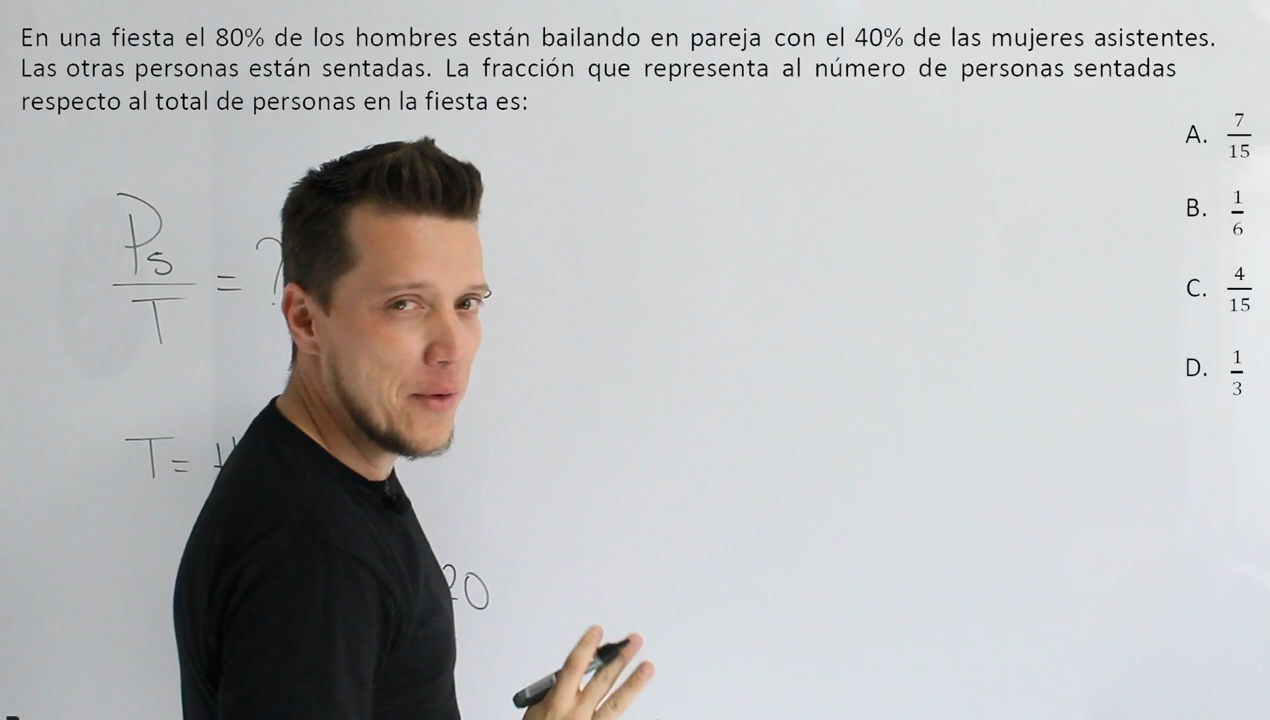 En una fiesta el 80% de los hombres están bailando en pareja con el 40% de las mujeres asistentes.
Las otras personas están sentadas. La fracción que representa al número de personas sentadas
respecto al total de personas en la fiesta es:
A. 7/15
B. 1/6
C. 4/15
D. 1/3
Ps/T = ?
T =
20